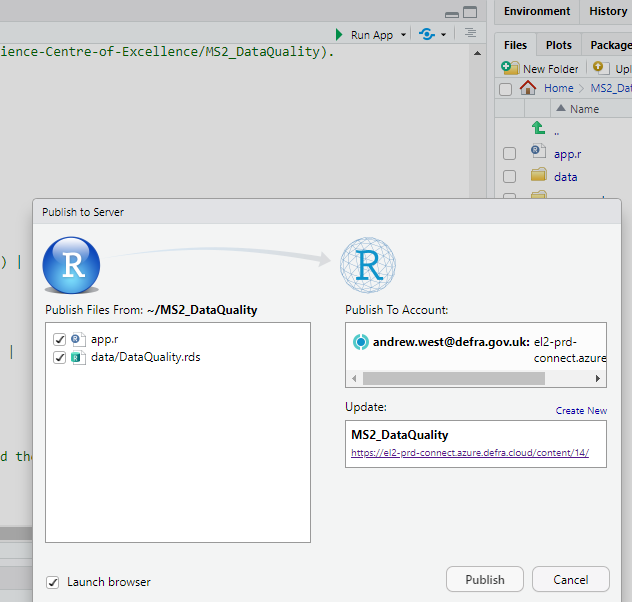 Environment
History
Run App
ience-Centre-of-Excellence/MS2_DataQuality).
Files
Plots
Package
New Folder
Upl
Home
MS2_Dat
Name
..
app.r
data
Publish to Server
R
R
) |
Publish Files From: ~/MS2_DataQuality
Publish To Account:
app.r
data/DataQuality.rds
andrew.west@defra.gov.uk: el2-prd-
connect.azure
|
Update:
Create New
MS2_DataQuality
https://el2-prd-connect.azure.defra.cloud/content/14/
d the
Launch browser
Publish
Cancel